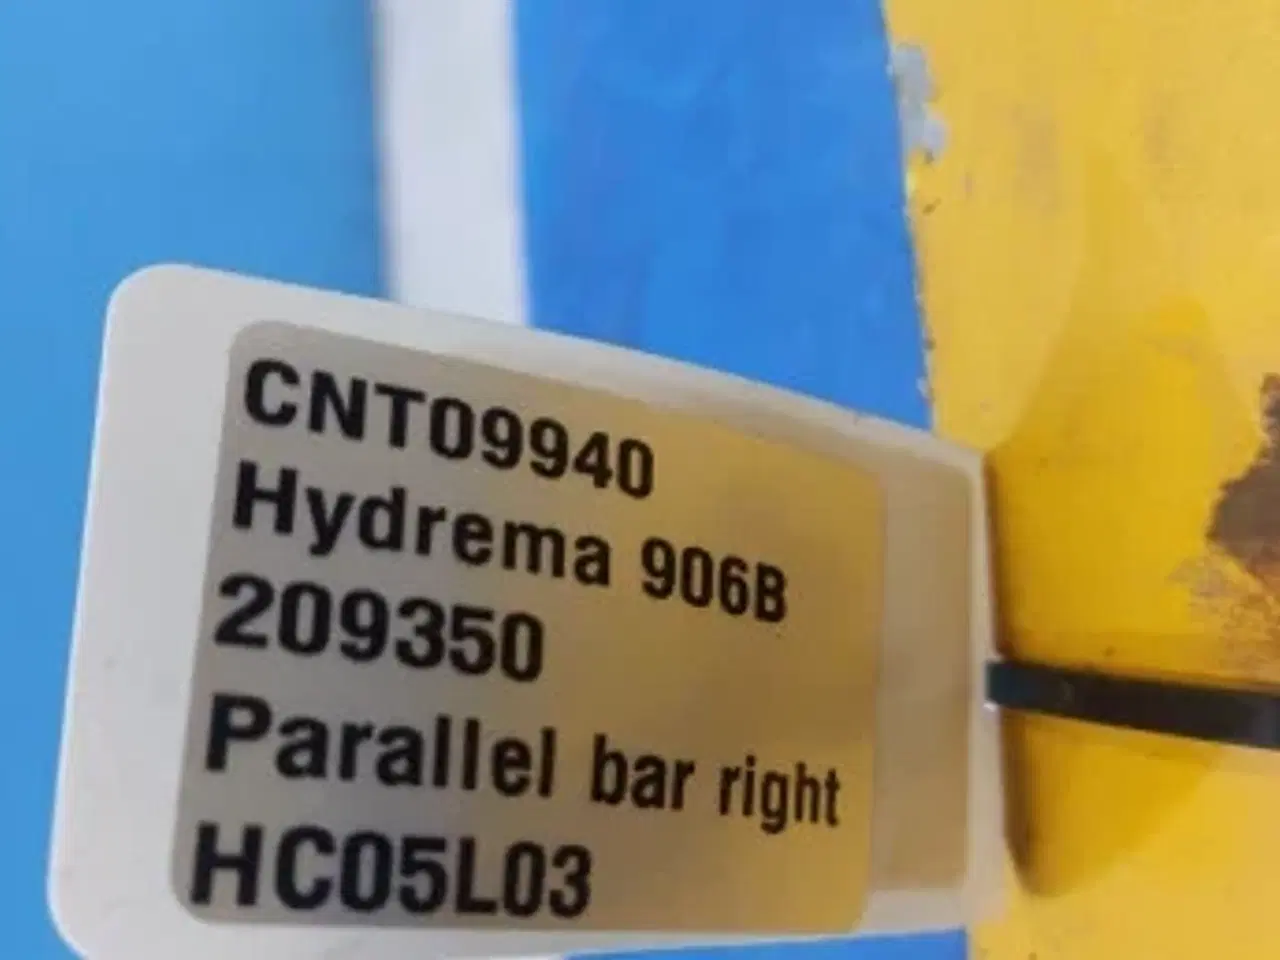 CNT09940
Hydrema 906B
209350
Parallel bar right
HC05L03